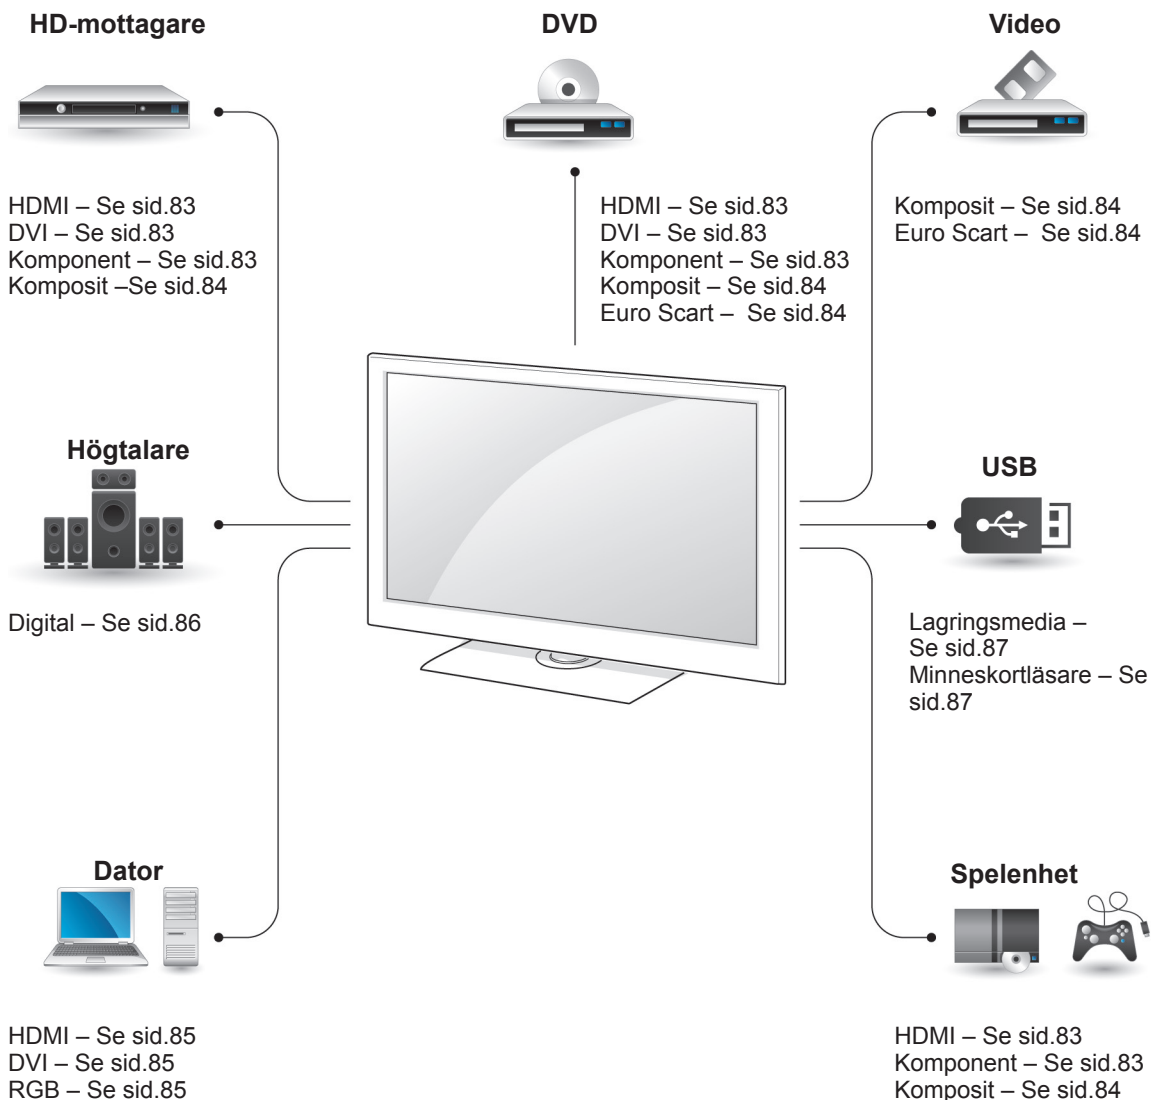 HD-mottagare
HDMI – Se sid.83
DVI – Se sid.83
Komponent – Se sid.83
Komposit –Se sid.84
DVD
HDMI – Se sid.83
DVI – Se sid.83
Komponent – Se sid.83
Komposit – Se sid.84
Euro Scart –  Se sid.84
Video
Komposit – Se sid.84
Euro Scart –  Se sid.84
Högtalare
Digital – Se sid.86
USB
Lagringsmedia –
Se sid.87
Minneskortläsare – Se
sid.87
Dator
HDMI – Se sid.85
DVI – Se sid.85
RGB – Se sid.85
Spelenhet
HDMI – Se sid.83
Komponent – Se sid.83
Komposit – Se sid.84